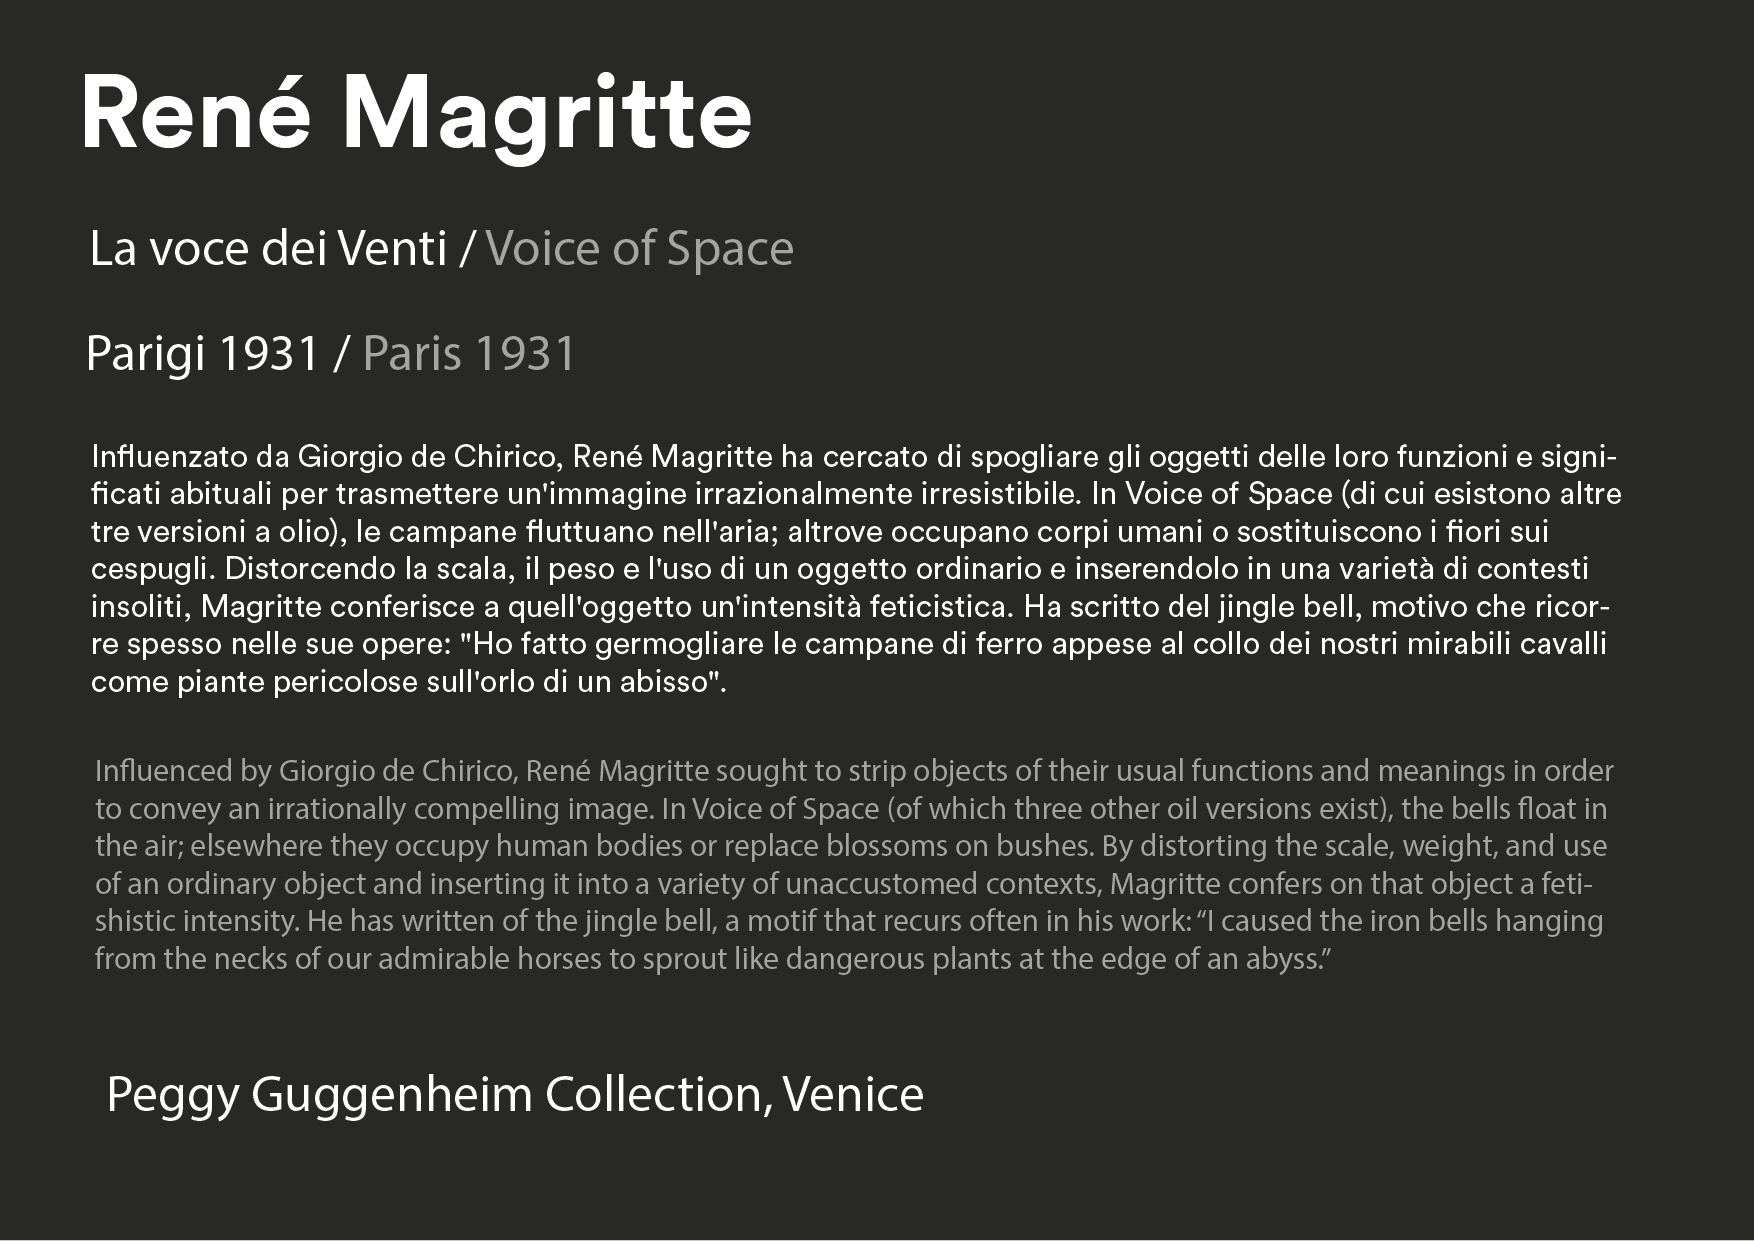 René Magritte
La voce dei Venti / Voice of Space
Parigi 1931 / Paris 1931
Influenzato da Giorgio de Chirico, René Magritte ha cercato di spogliare gli oggetti delle loro funzioni e signi-
ficati abituali per trasmettere un'immagine irrazionalmente irresistibile. In Voice of Space (di cui esistono altre
tre versioni a olio), le campane fluttuano nell'aria; altrove occupano corpi umani o sostituiscono i fiori sui
cespugli. Distorcendo la scala, il peso e l'uso di un oggetto ordinario e inserendolo in una varietà di contesti
insoliti, Magritte conferisce a quell'oggetto un'intensità feticistica. Ha scritto del jingle bell, motivo che ricor-
re spesso nelle sue opere: "Ho fatto germogliare le campane di ferro appese al collo dei nostri mirabili cavalli
come piante pericolose sull'orlo di un abisso".
Influenced by Giorgio de Chirico, René Magritte sought to strip objects of their usual functions and meanings in order
to convey an irrationally compelling image. In Voice of Space (of which three other oil versions exist), the bells float in
the air; elsewhere they occupy human bodies or replace blossoms on bushes. By distorting the scale, weight, and use
of an ordinary object and inserting it into a variety of unaccustomed contexts, Magritte confers on that object a feti-
shistic intensity. He has written of the jingle bell, a motif that recurs often in his work: “I caused the iron bells hanging
from the necks of our admirable horses to sprout like dangerous plants at the edge of an abyss.”
Peggy Guggenheim Collection, Venice